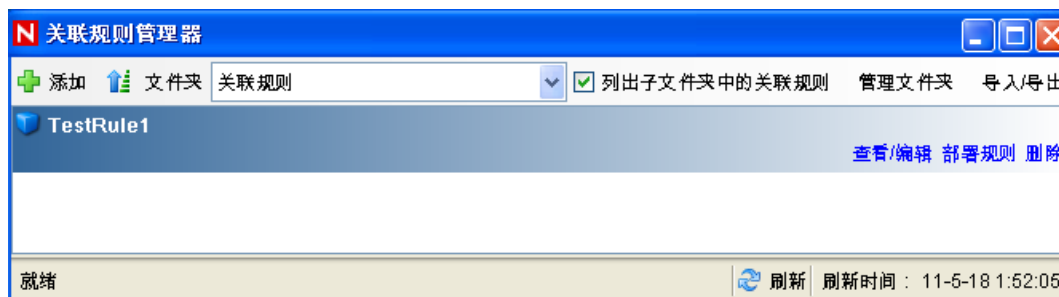 N 关联规则管理器
添加 文件夹 关联规则 列出子文件夹中的关联规则 管理文件夹 导入/导出
TestRule1
查看/编辑 部署规则 删除
就绪 刷新 刷新时间： 11-5-18 1:52:05